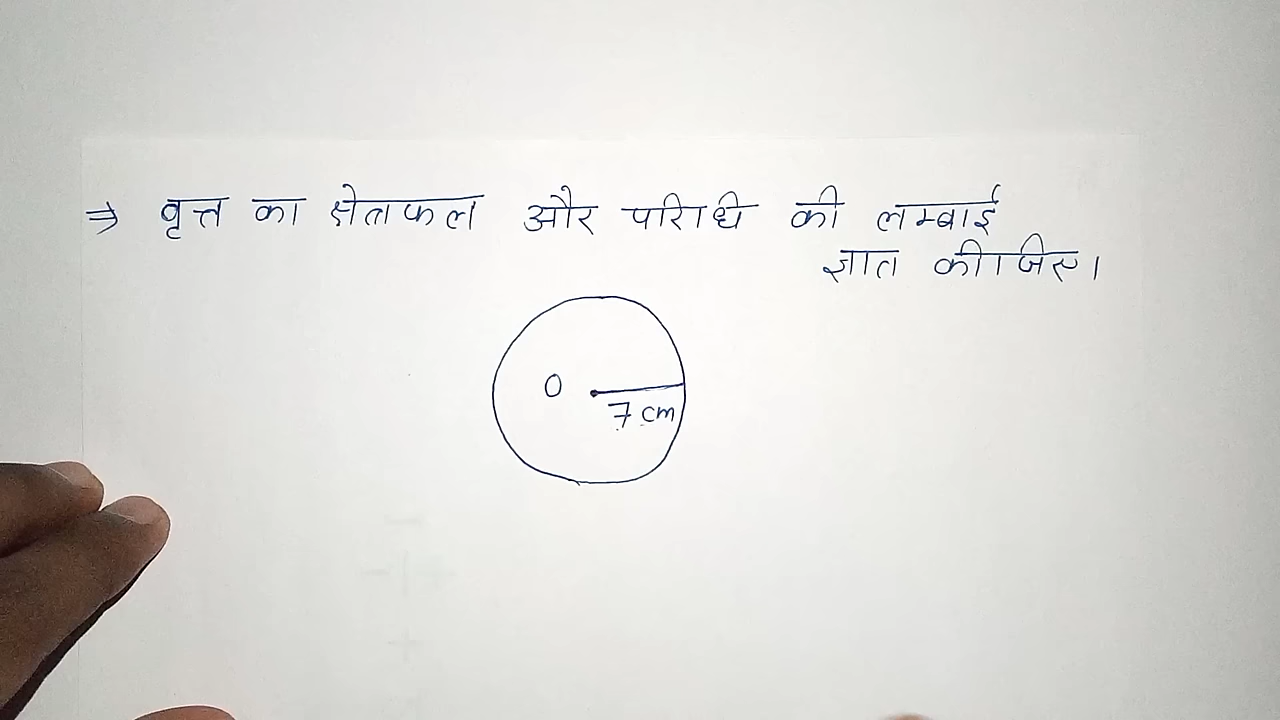 ⇒ वृत्त का क्षेत्रफल और परिधि की लम्बाई
ज्ञात कीजिए।
O
7 cm